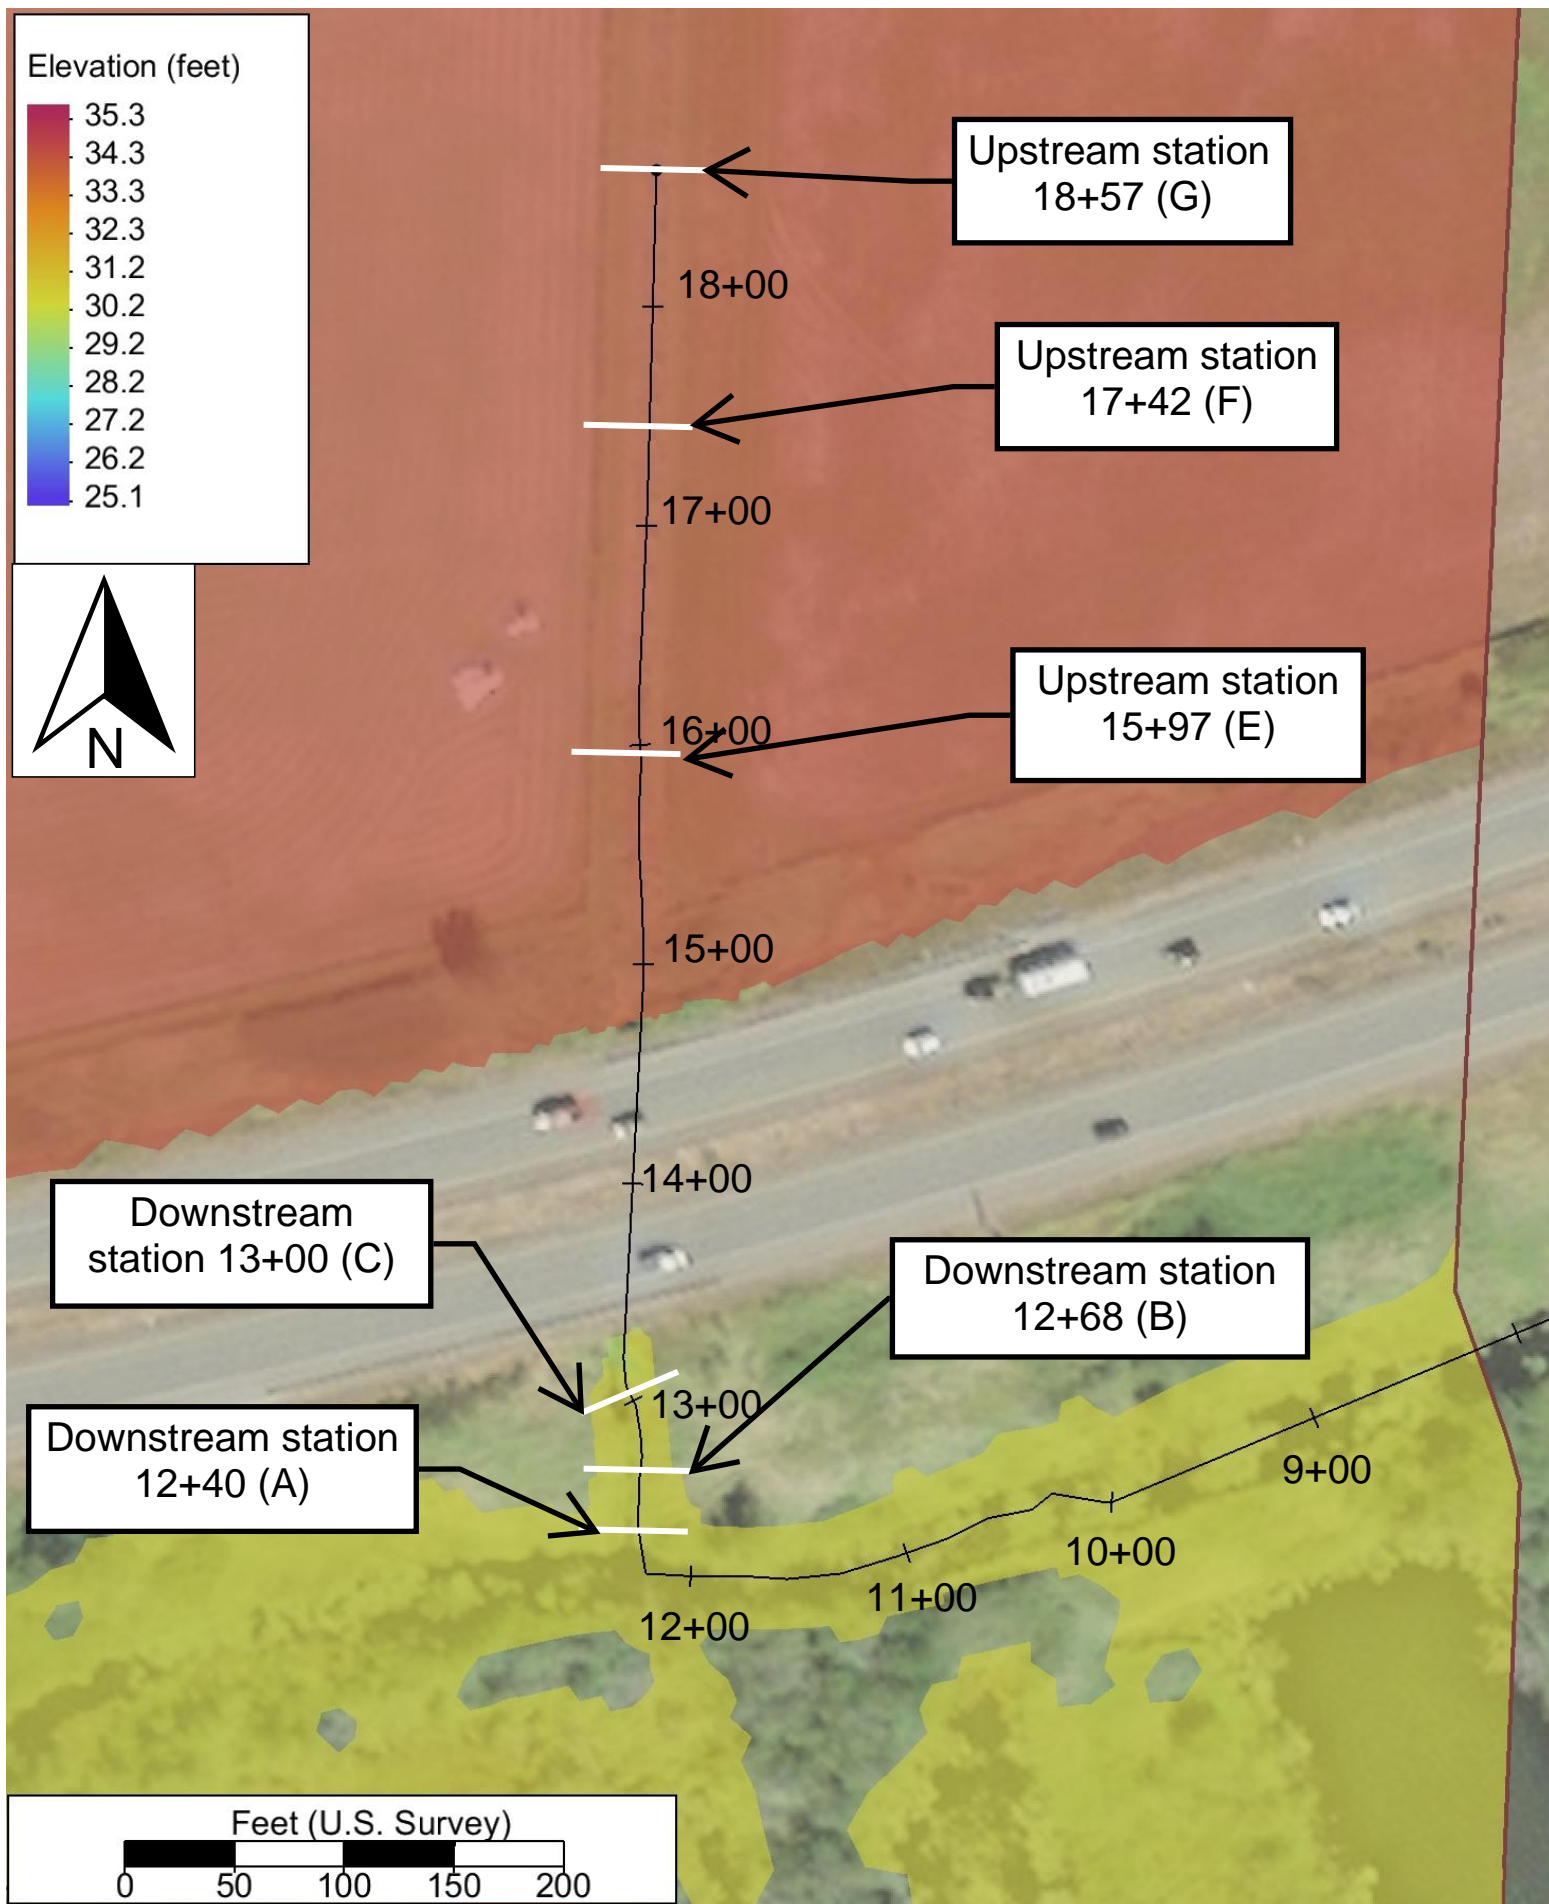 Elevation (feet)
35.3
34.3
33.3
32.3
31.2
30.2
29.2
28.2
27.2
26.2
25.1
N
Upstream station
18+57 (G)
18+00
Upstream station
17+42 (F)
17+00
Upstream station
15+97 (E)
16+00
15+00
14+00
Downstream
station 13+00 (C)
Downstream station
12+68 (B)
13+00
Downstream station
12+40 (A)
9+00
10+00
11+00
12+00
Feet (U.S. Survey)
0 50 100 150 200